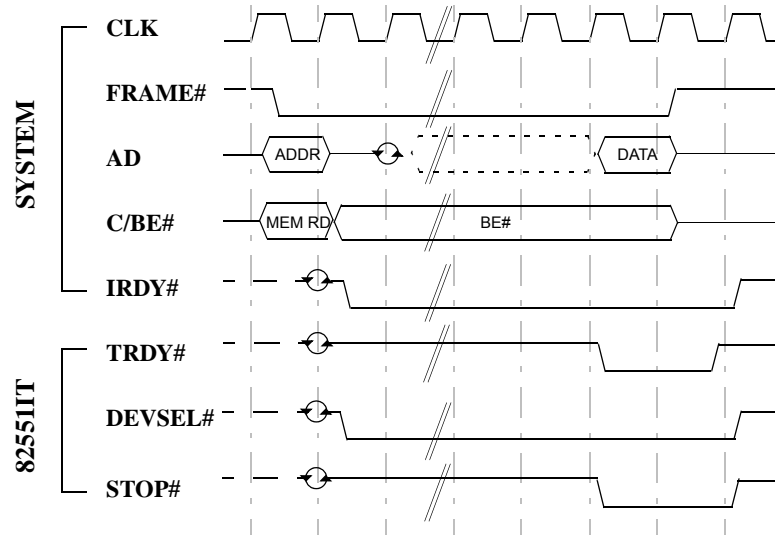 SYSTEM
CLK
FRAME#
AD
ADDR
DATA
C/BE#
MEM RD
BE#
IRDY#
82551IT
TRDY#
DEVSEL#
STOP#